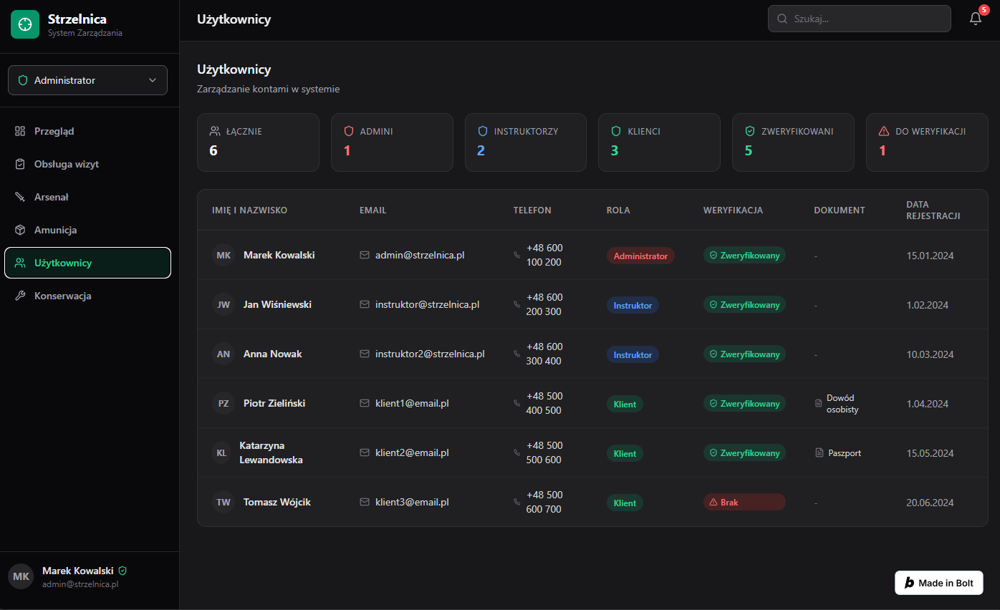 Strzelnica
System Zarządzania
Administrator
Przegląd
Obsługa wizyt
Arsenał
Amunicja
Użytkownicy
Konserwacja
MK
Marek Kowalski
admin@strzelnica.pl
Użytkownicy
Szukaj...
5
Użytkownicy
Zarządzanie kontami w systemie
ŁĄCZNIE
6
ADMINI
1
INSTRUKTORZY
2
KLIENCI
3
ZWERYFIKOWANI
5
DO WERYFIKACJI
1
IMIĘ I NAZWISKO EMAIL TELEFON ROLA WERYFIKACJA DOKUMENT DATA
REJESTRACJI
MK Marek Kowalski admin@strzelnica.pl +48 600
100 200 Administrator Zweryfikowany - 15.01.2024
JW Jan Wiśniewski instruktor@strzelnica.pl +48 600
200 300 Instruktor Zweryfikowany - 1.02.2024
AN Anna Nowak instruktor2@strzelnica.pl +48 600
300 400 Instruktor Zweryfikowany - 10.03.2024
PZ Piotr Zieliński klient1@email.pl +48 500
400 500 Klient Zweryfikowany Dowód
osobisty 1.04.2024
KL Katarzyna
Lewandowska klient2@email.pl +48 500
500 600 Klient Zweryfikowany Paszport 15.05.2024
TW Tomasz Wójcik klient3@email.pl +48 500
600 700 Klient Brak - 20.06.2024
b Made in Bolt